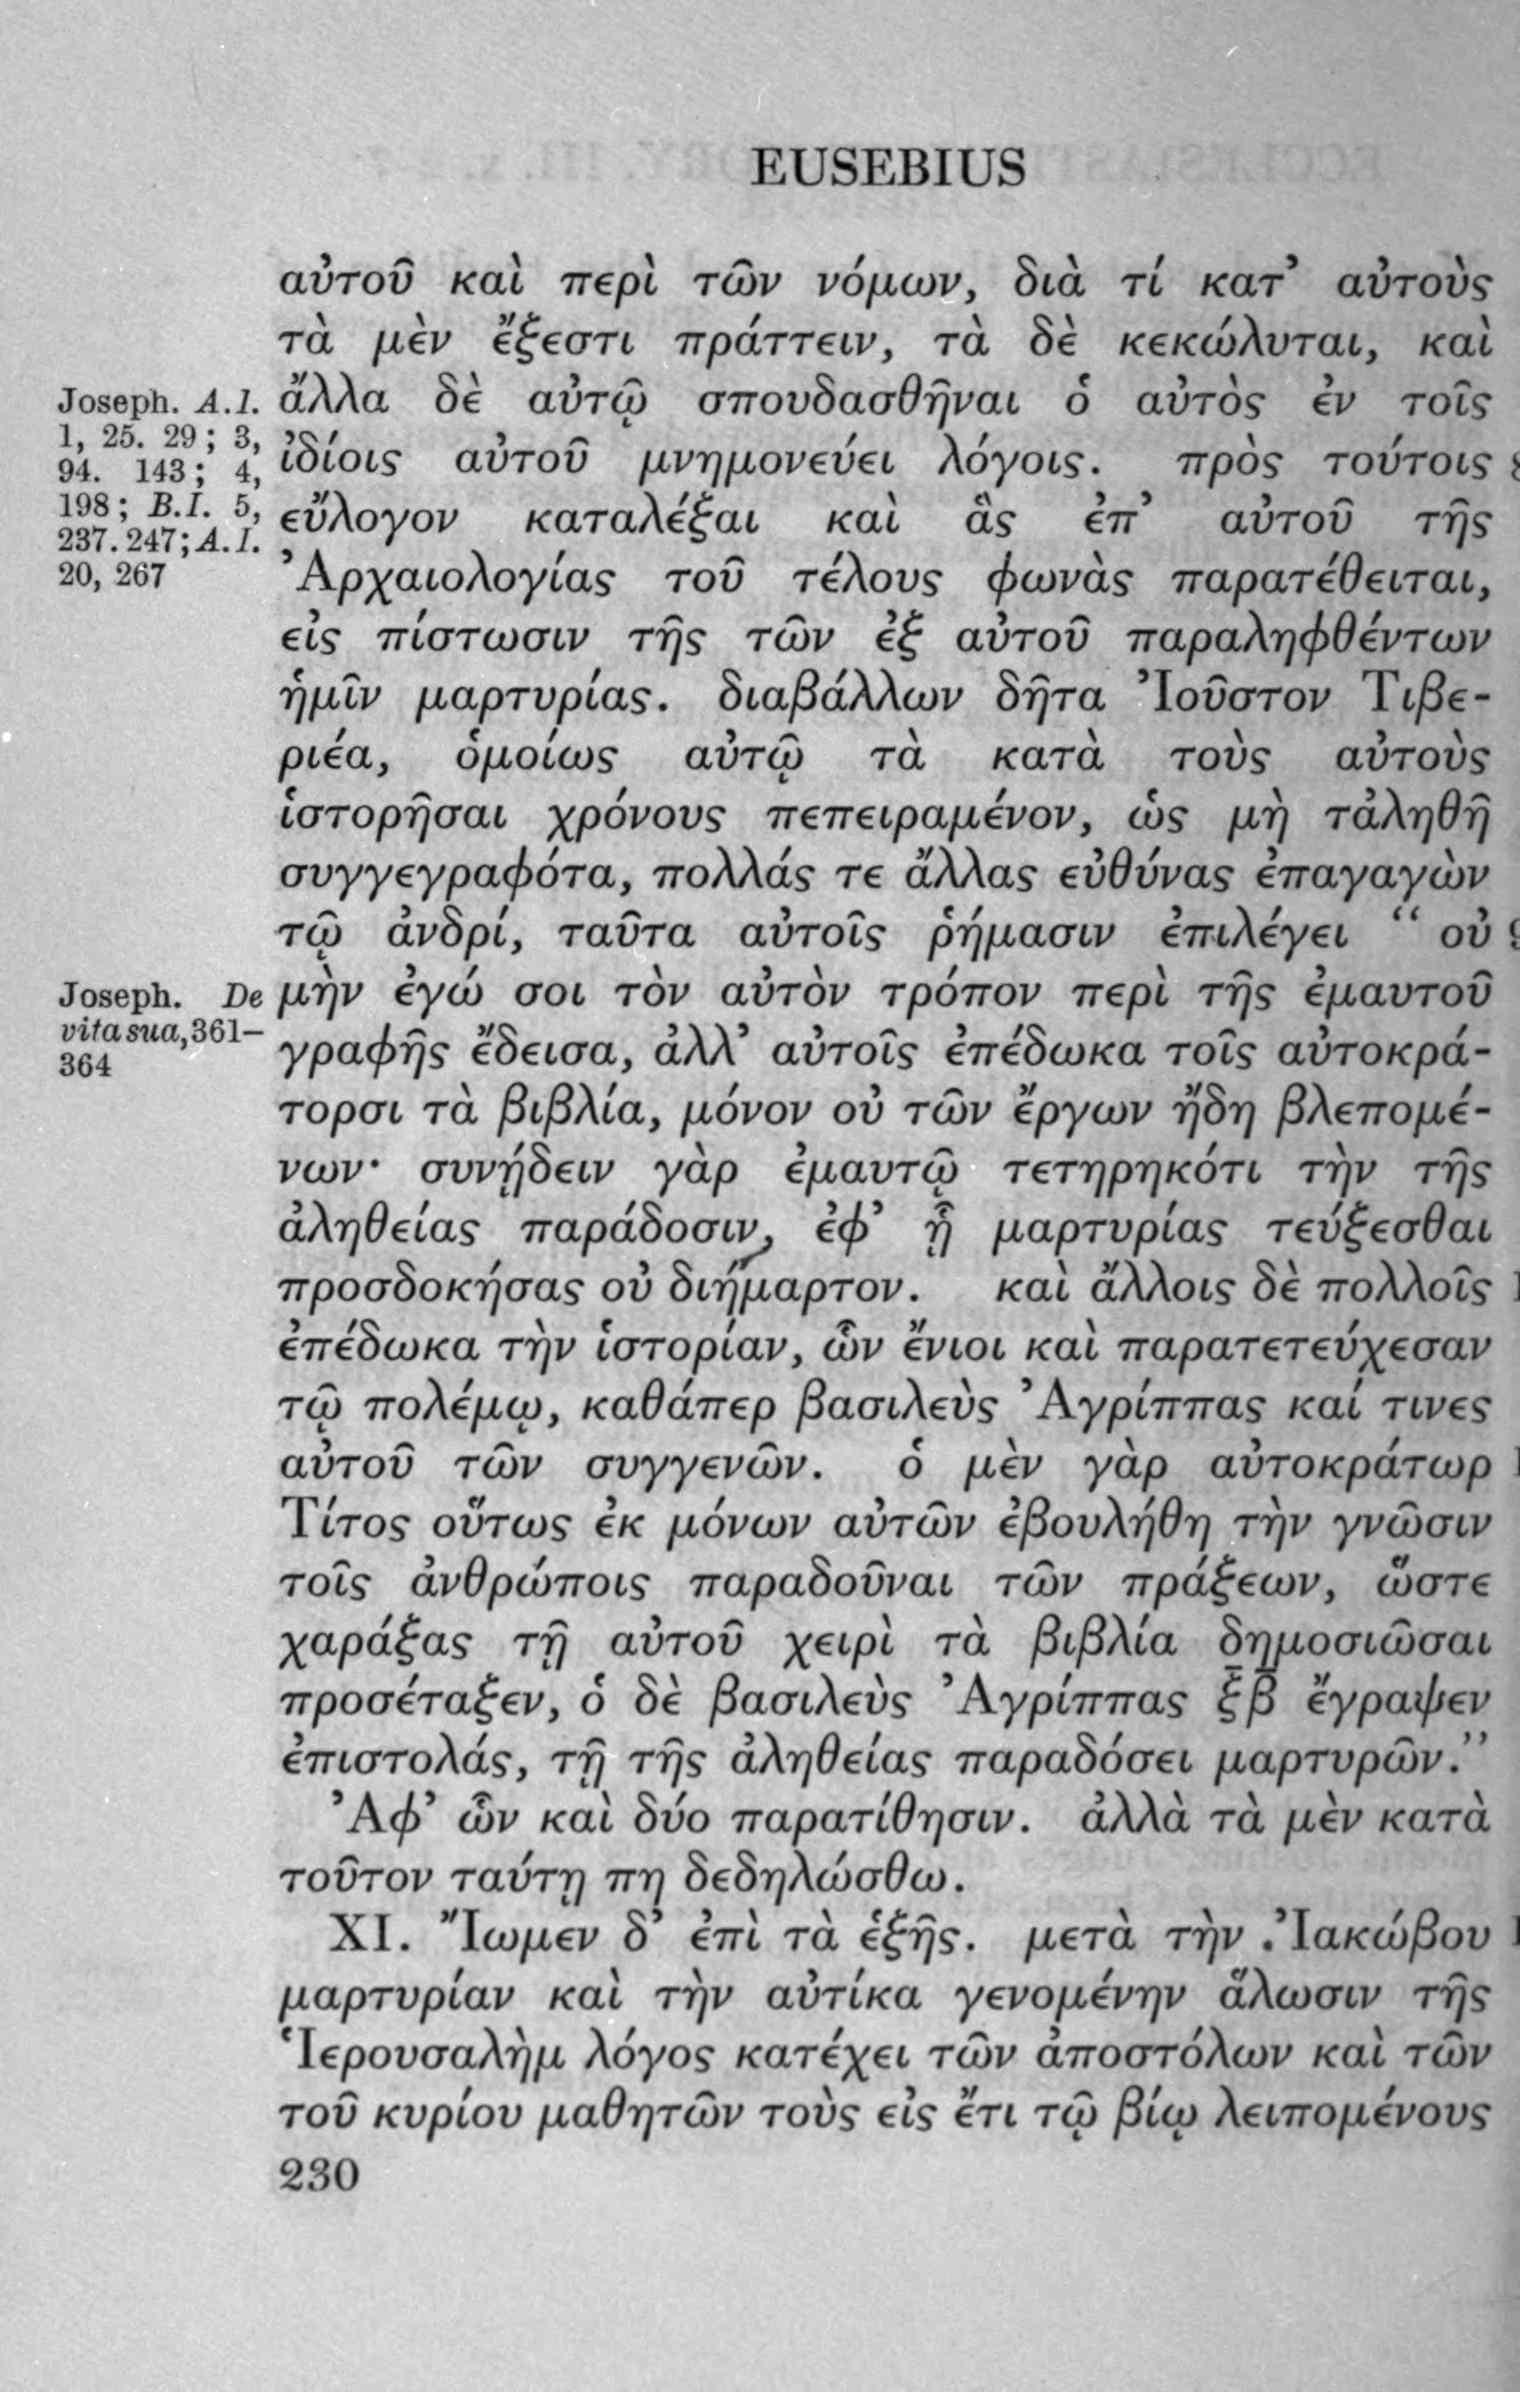 EUSEBIUS
αὐτοῦ καὶ περὶ τῶν νόμων, διὰ τί κατ’ αὐτοὺς
τὰ μὲν ἔξεστι πράττειν, τὰ δὲ κεκώλυται, καὶ
Joseph. A.I.
1, 25. 29; 3,
94. 143; 4,
198; B.I. 5,
237. 247; A.I.
20, 267
ἄλλα δὲ αὐτῷ σπουδασθῆναι ὁ αὐτὸς ἐν τοῖς
ἰδίοις αὐτοῦ μνημονεύει λόγοις. πρὸς τούτοις
εὔλογον καταλέξαι καὶ ἃς ἐπ’ αὐτοῦ τῆς
Ἀρχαιολογίας τοῦ τέλους φωνὰς παρατέθειται,
εἰς πίστωσιν τῆς τῶν ἐξ αὐτοῦ παραληφθέντων
ἡμῖν μαρτυρίας. διαβάλλων δῆτα Ἰοῦστον Τιβε-
ριέα, ὁμοίως αὐτῷ τὰ κατὰ τοὺς αὐτοὺς
ἱστορῆσαι χρόνους πεπειραμένον, ὡς μὴ τἀληθῆ
συγγεγραφότα, πολλάς τε ἄλλας εὐθύνας ἐπαγαγὼν
τῷ ἀνδρί, ταῦτα αὐτοῖς ῥήμασιν ἐπιλέγει “ οὐ
Joseph. De
vita sua, 361–
364
μὴν ἐγώ σοι τὸν αὐτὸν τρόπον περὶ τῆς ἐμαυτοῦ
γραφῆς ἔδεισα, ἀλλ’ αὐτοῖς ἐπέδωκα τοῖς αὐτοκρά-
τορσι τὰ βιβλία, μόνον οὐ τῶν ἔργων ἤδη βλεπομέ-
νων· συνῄδειν γὰρ ἐμαυτῷ τετηρηκότι τὴν τῆς
ἀληθείας παράδοσιν, ἐφ’ ᾗ μαρτυρίας τεύξεσθαι
προσδοκήσας οὐ διήμαρτον. καὶ ἄλλοις δὲ πολλοῖς
ἐπέδωκα τὴν ἱστορίαν, ὧν ἔνιοι καὶ παρατετεύχεσαν
τῷ πολέμῳ, καθάπερ βασιλεὺς Ἀγρίππας καί τινες
αὐτοῦ τῶν συγγενῶν. ὁ μὲν γὰρ αὐτοκράτωρ
Τίτος οὕτως ἐκ μόνων αὐτῶν ἐβουλήθη τὴν γνῶσιν
τοῖς ἀνθρώποις παραδοῦναι τῶν πράξεων, ὥστε
χαράξας τῇ αὐτοῦ χειρὶ τὰ βιβλία δημοσιῶσαι
προσέταξεν, ὁ δὲ βασιλεὺς Ἀγρίππας ξ̅β̅ ἔγραψεν
ἐπιστολάς, τῇ τῆς ἀληθείας παραδόσει μαρτυρῶν.”
Ἀφ’ ὧν καὶ δύο παρατίθησιν. ἀλλὰ τὰ μὲν κατὰ
τοῦτον ταύτῃ πη δεδηλώσθω.
XI. Ἴωμεν δ’ ἐπὶ τὰ ἑξῆς. μετὰ τὴν Ἰακώβου
μαρτυρίαν καὶ τὴν αὐτίκα γενομένην ἅλωσιν τῆς
Ἱερουσαλὴμ λόγος κατέχει τῶν ἀποστόλων καὶ τῶν
τοῦ κυρίου μαθητῶν τοὺς εἰς ἔτι τῷ βίῳ λειπομένους
230